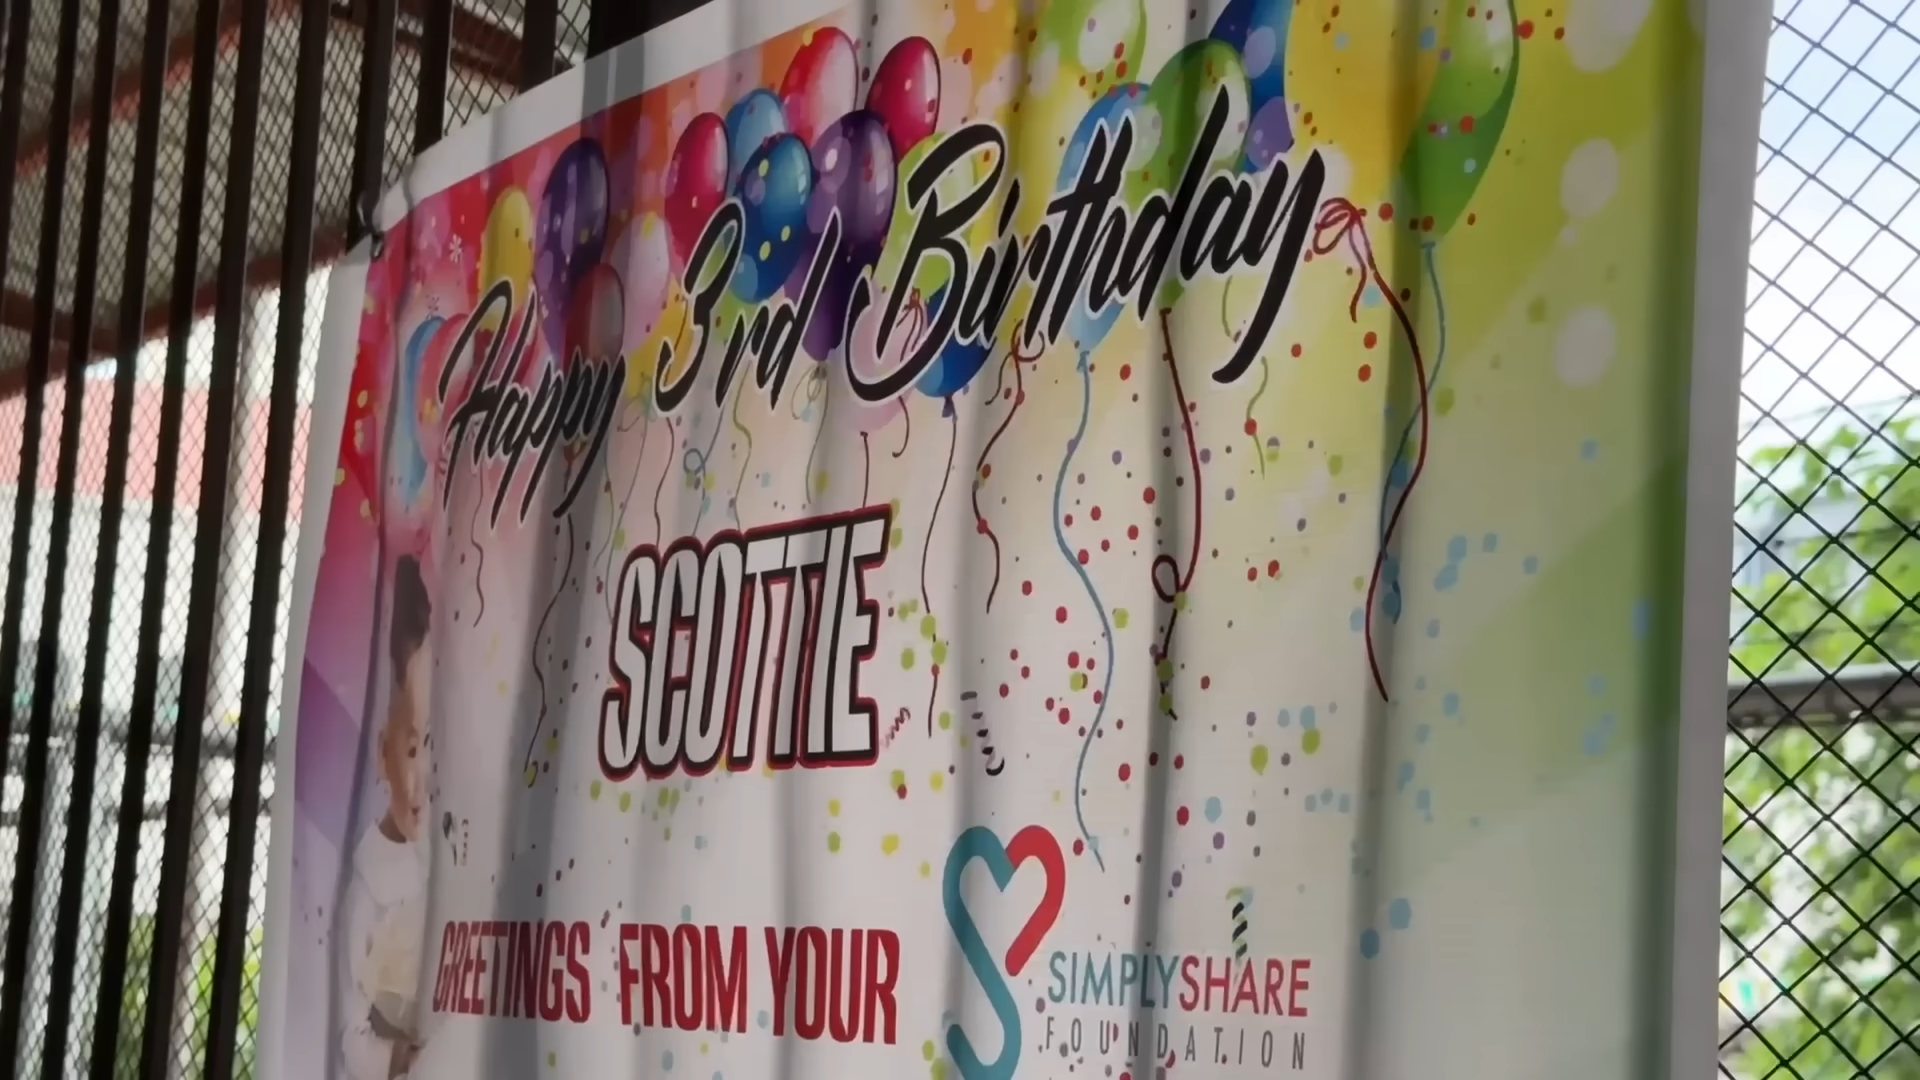 Happy 3rd Birthday
SCOTTIE
GREETINGS FROM YOUR
SIMPLYSHARE
FOUNDATION